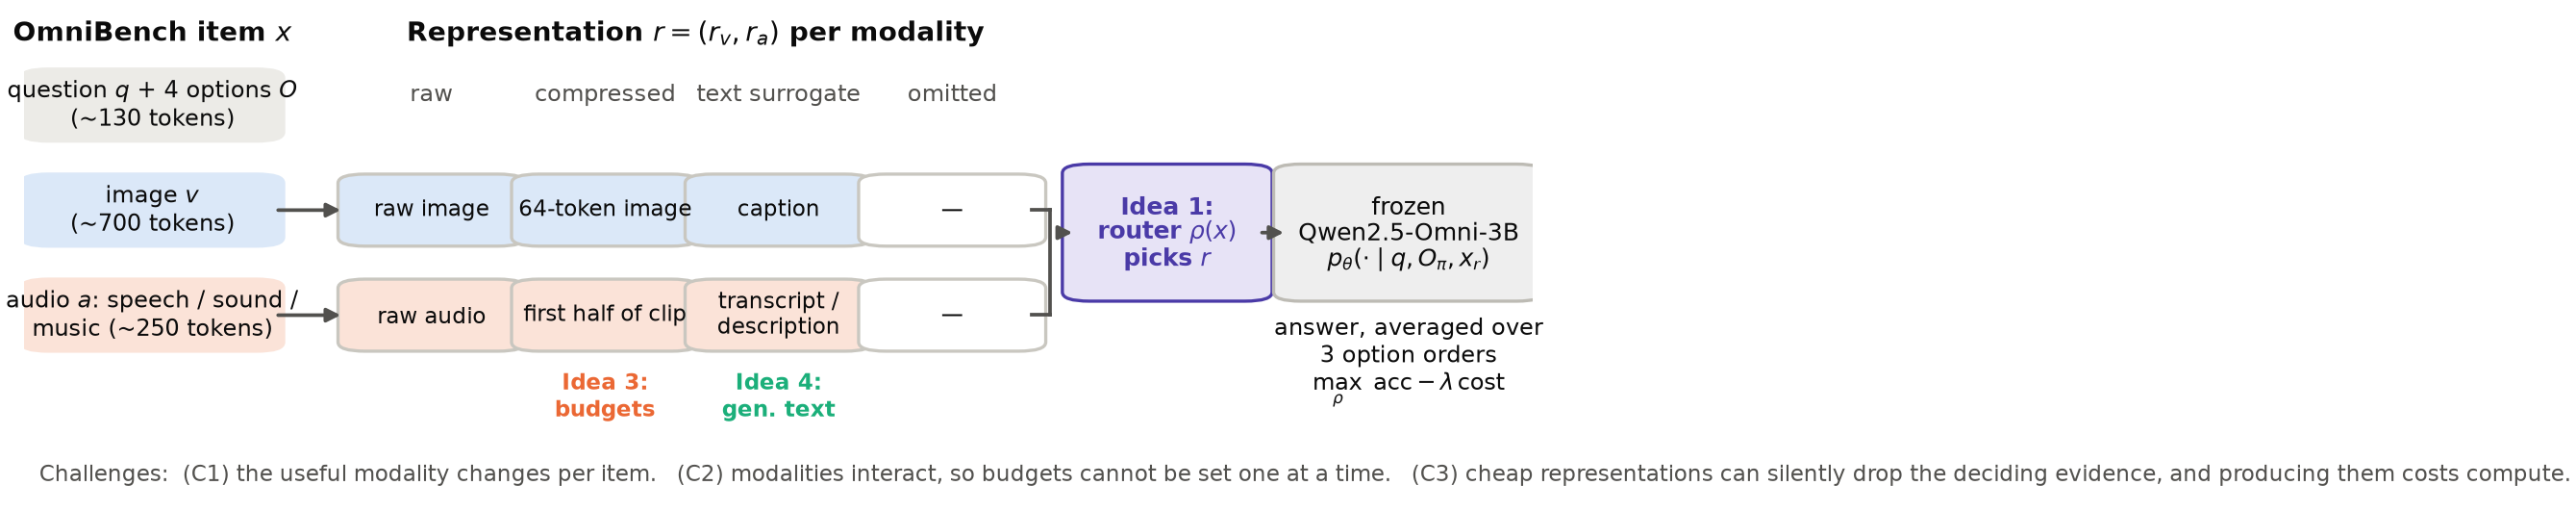 OmniBench item x
Representation r = (r_v, r_a) per modality
question q + 4 options O
(~130 tokens)
raw
compressed
text surrogate
omitted
image v
(~700 tokens)
raw image
64-token image
caption
—
Idea 1:
router ρ(x)
picks r
frozen
Qwen2.5-Omni-3B
p_θ(· | q, O_π, x_r)
audio a: speech / sound /
music (~250 tokens)
raw audio
first half of clip
transcript /
description
—
answer, averaged over
3 option orders
max_ρ acc − λ cost
Idea 3:
budgets
Idea 4:
gen. text
Challenges: (C1) the useful modality changes per item. (C2) modalities interact, so budgets cannot be set one at a time. (C3) cheap representations can silently drop the deciding evidence, and producing them costs compute.